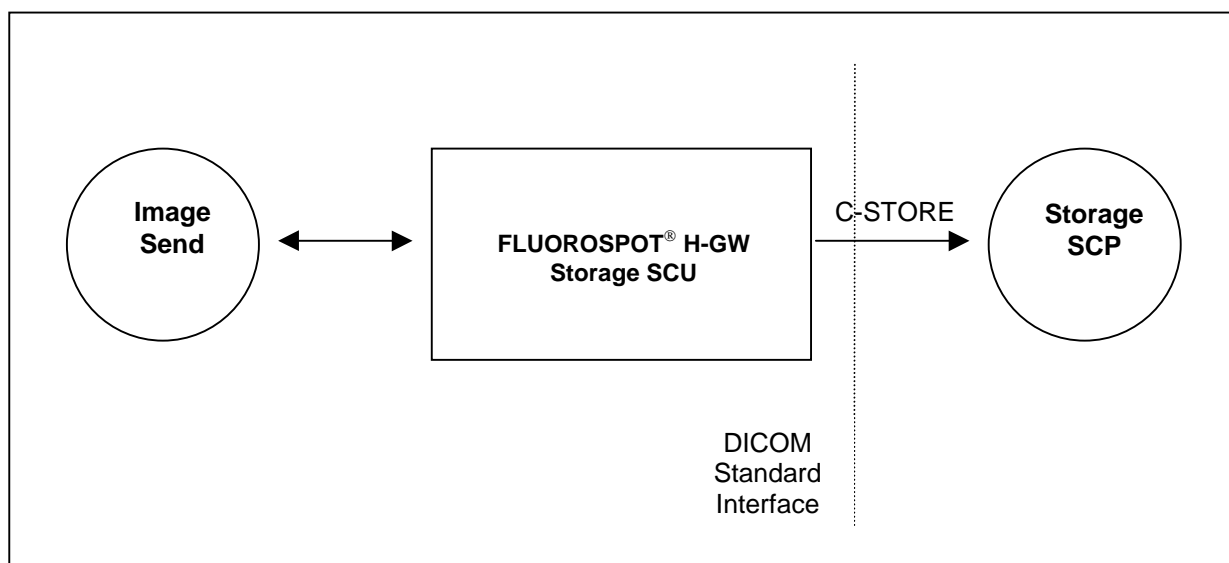 Image
Send
FLUOROSPOT® H-GW
Storage SCU
C-STORE
Storage
SCP
DICOM
Standard
Interface